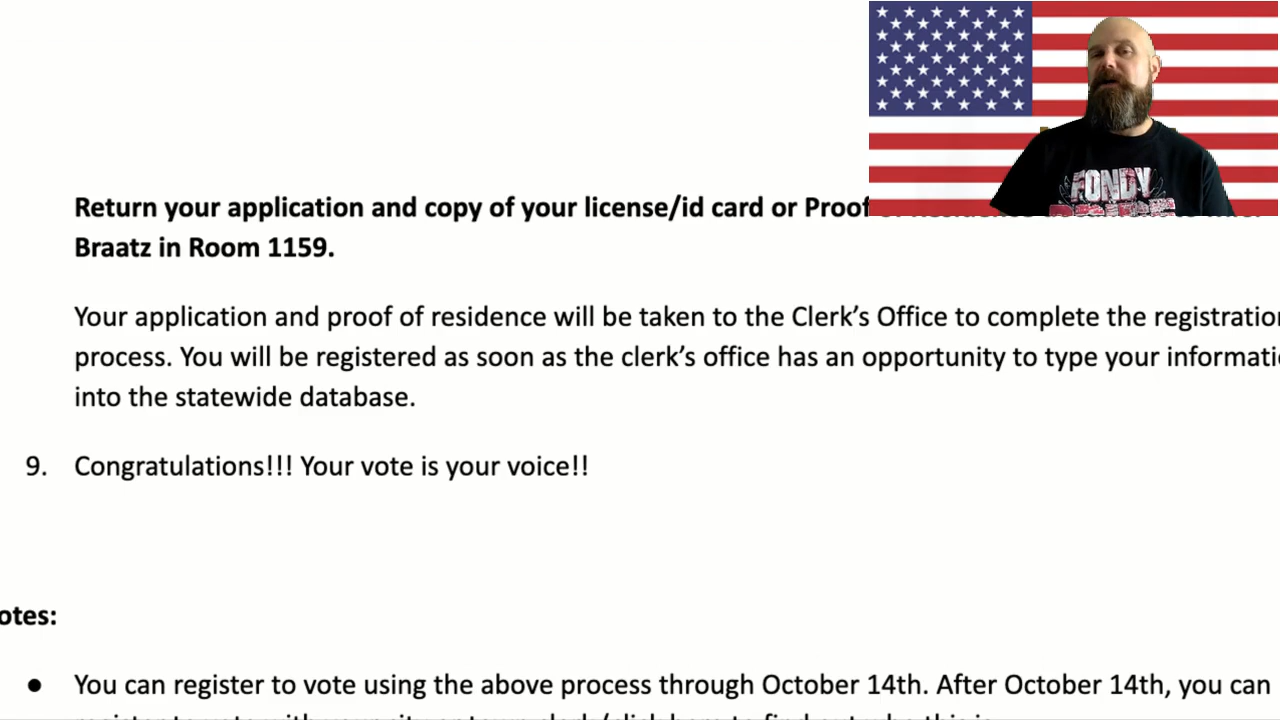 FONDY
Return your application and copy of your license/id card or Proof
Braatz in Room 1159.
Your application and proof of residence will be taken to the Clerk’s Office to complete the registration
process. You will be registered as soon as the clerk’s office has an opportunity to type your informati
into the statewide database.
9. Congratulations!!! Your vote is your voice!!
otes:
● You can register to vote using the above process through October 14th. After October 14th, you can